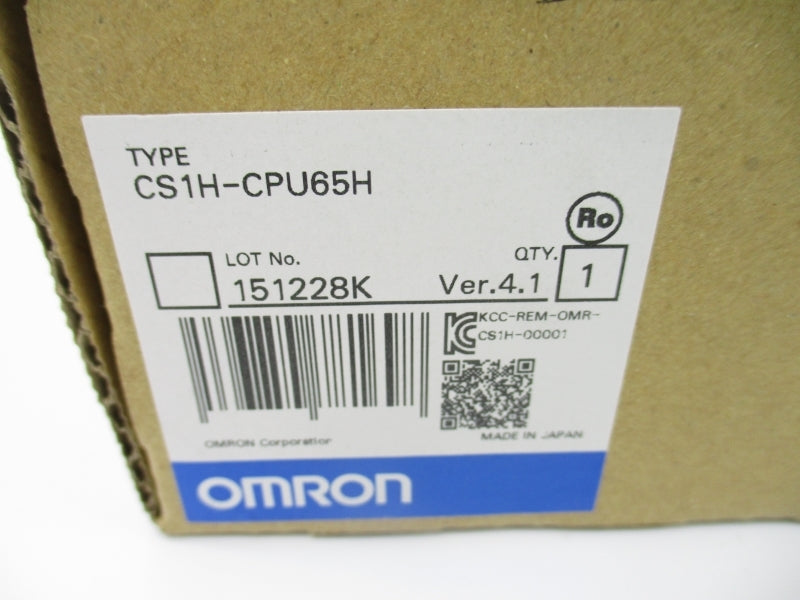 TYPE
CS1H-CPU65H
Ro
LOT No.
QTY.
151228K
Ver.4.1
1
KCC-REM-OMR-
CS1H-00001
OMRON Corporation
MADE IN JAPAN
OMRON